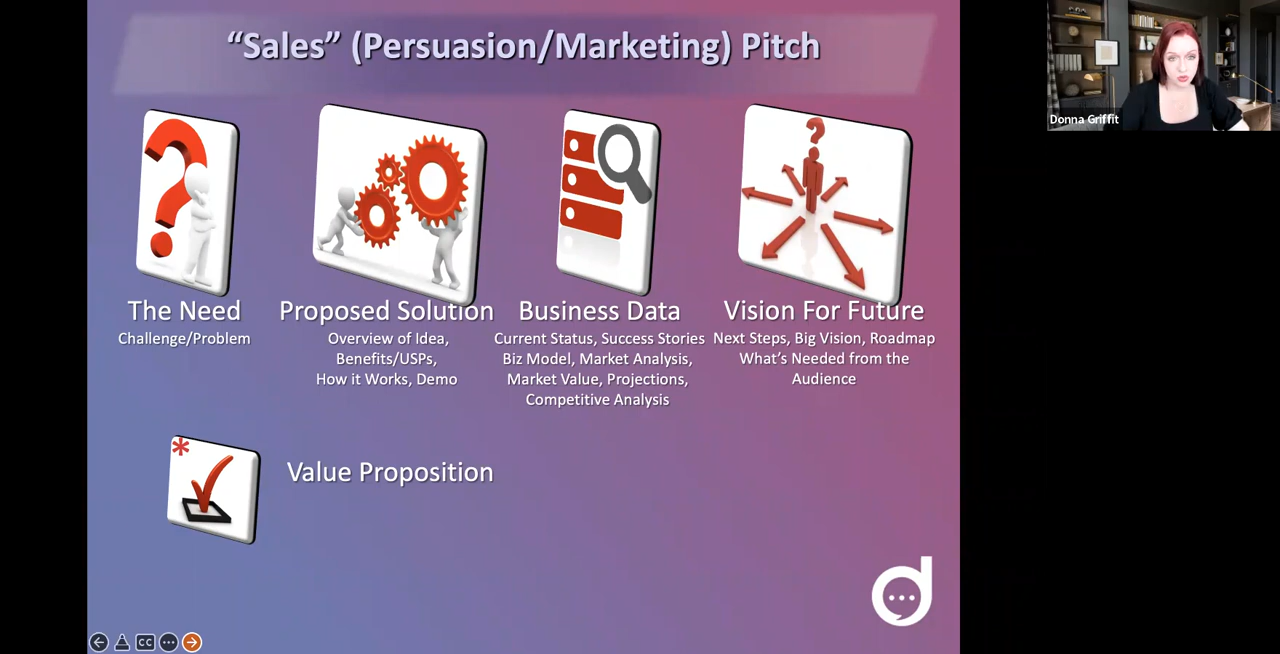 “Sales” (Persuasion/Marketing) Pitch
Donna Griffit
The Need
Challenge/Problem
Proposed Solution
Overview of Idea,
Benefits/USPs,
How it Works, Demo
Business Data
Current Status, Success Stories
Biz Model, Market Analysis,
Market Value, Projections,
Competitive Analysis
Vision For Future
Next Steps, Big Vision, Roadmap
What’s Needed from the
Audience
*
Value Proposition
d
CC